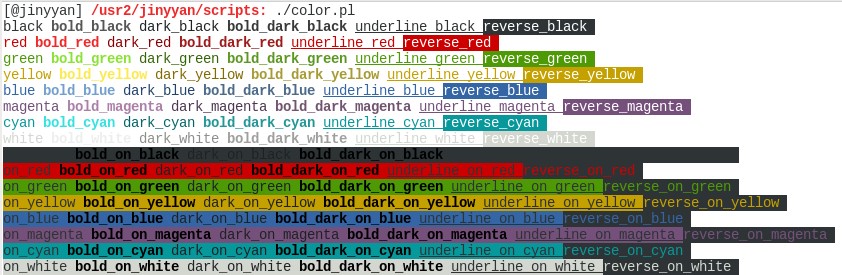 [@jinyyan] /usr2/jinyyan/scripts: ./color.pl
black bold_black dark_black bold_dark_black underline_black reverse_black
red bold_red dark_red bold_dark_red underline_red reverse_red
green bold_green dark_green bold_dark_green underline_green reverse_green
yellow bold_yellow dark_yellow bold_dark_yellow underline_yellow reverse_yellow
blue bold_blue dark_blue bold_dark_blue underline_blue reverse_blue
magenta bold_magenta dark_magenta bold_dark_magenta underline_magenta reverse_magenta
cyan bold_cyan dark_cyan bold_dark_cyan underline_cyan reverse_cyan
white bold_white dark_white bold_dark_white underline_white reverse_white
bold_on_black dark_on_black bold_dark_on_black
on_red bold_on_red dark_on_red bold_dark_on_red underline_on_red reverse_on_red
on_green bold_on_green dark_on_green bold_dark_on_green underline_on_green reverse_on_green
on_yellow bold_on_yellow dark_on_yellow bold_dark_on_yellow underline_on_yellow reverse_on_yellow
on_blue bold_on_blue dark_on_blue bold_dark_on_blue underline_on_blue reverse_on_blue
on_magenta bold_on_magenta dark_on_magenta bold_dark_on_magenta underline_on_magenta reverse_on_magenta
on_cyan bold_on_cyan dark_on_cyan bold_dark_on_cyan underline_on_cyan reverse_on_cyan
on_white bold_on_white dark_on_white bold_dark_on_white underline_on_white reverse_on_white